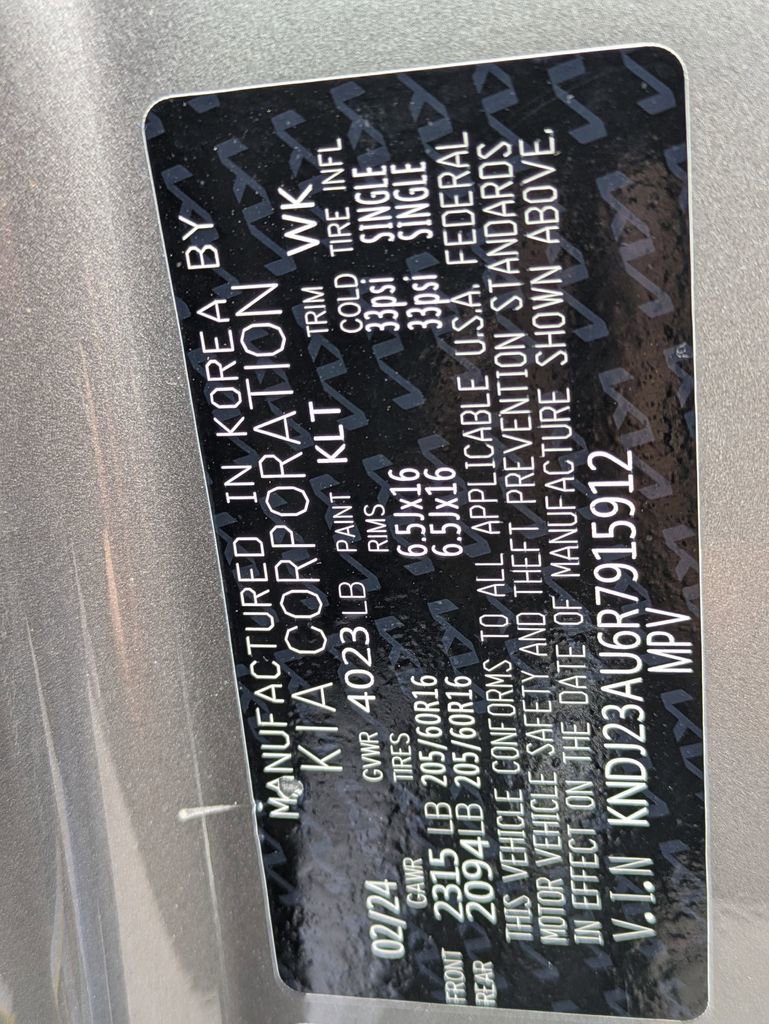 MANUFACTURED IN KOREA BY
KIA CORPORATION
02/24 GVWR 4023 LB PAINT KLT TRIM WK
GAWR TIRES RIMS COLD TIRE INFL
FRONT 2315 LB 205/60R16 6.5Jx16 33psi SINGLE
REAR 2094LB 205/60R16 6.5Jx16 33psi SINGLE
THIS VEHICLE CONFORMS TO ALL APPLICABLE U.S.A. FEDERAL
MOTOR VEHICLE SAFETY AND THEFT PREVENTION STANDARDS
IN EFFECT ON THE DATE OF MANUFACTURE SHOWN ABOVE.
V.I.N KNDJ23AU6R7915912
MPV